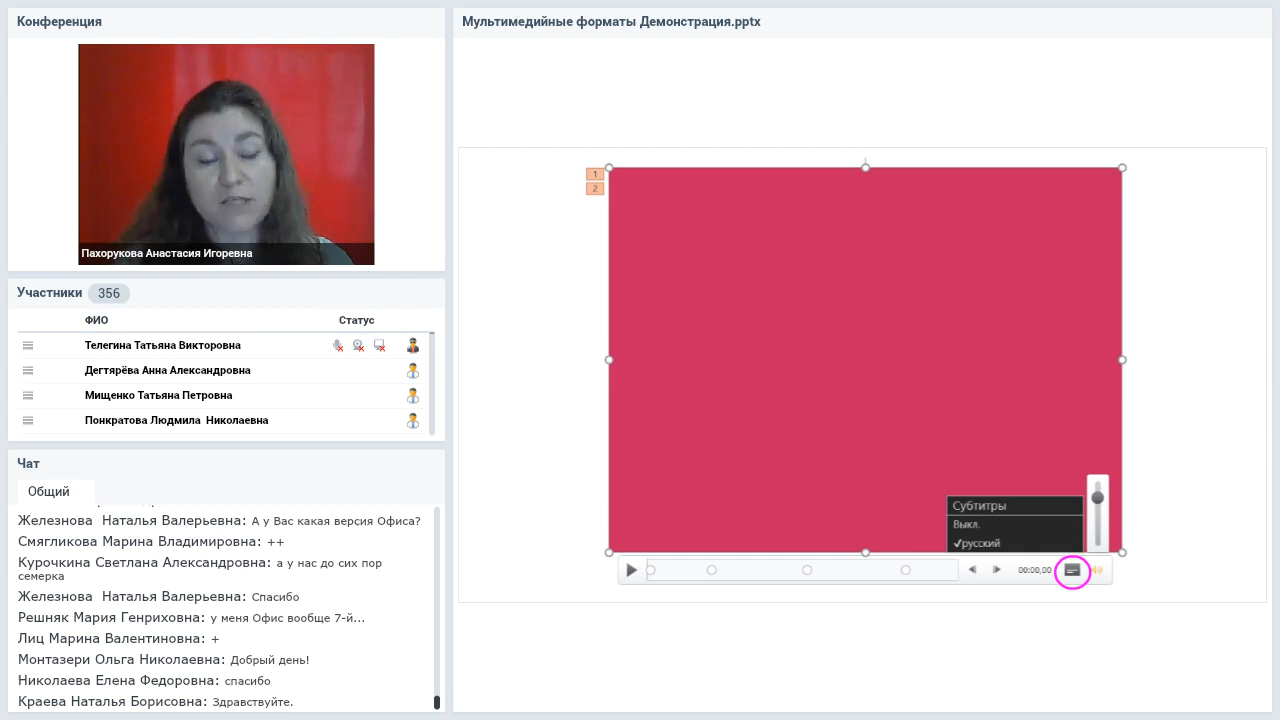 Конференция
Пахорукова Анастасия Игоревна
Участники 356
ФИО Статус
Телегина Татьяна Викторовна
Дегтярёва Анна Александровна
Мищенко Татьяна Петровна
Понкратова Людмила Николаевна
Чат
Общий
Железнова Наталья Валерьевна: А у Вас какая версия Офиса?
Смягликова Марина Владимировна: ++
Курочкина Светлана Александровна: а у нас до сих пор
семерка
Железнова Наталья Валерьевна: Спасибо
Решняк Мария Генриховна: у меня Офис вообще 7-й...
Лиц Марина Валентиновна: +
Монтазери Ольга Николаевна: Добрый день!
Николаева Елена Федоровна: спасибо
Краева Наталья Борисовна: Здравствуйте.
Мультимедийные форматы Демонстрация.pptx
1
2
Субтитры
Выкл.
✓русский
00:00,00